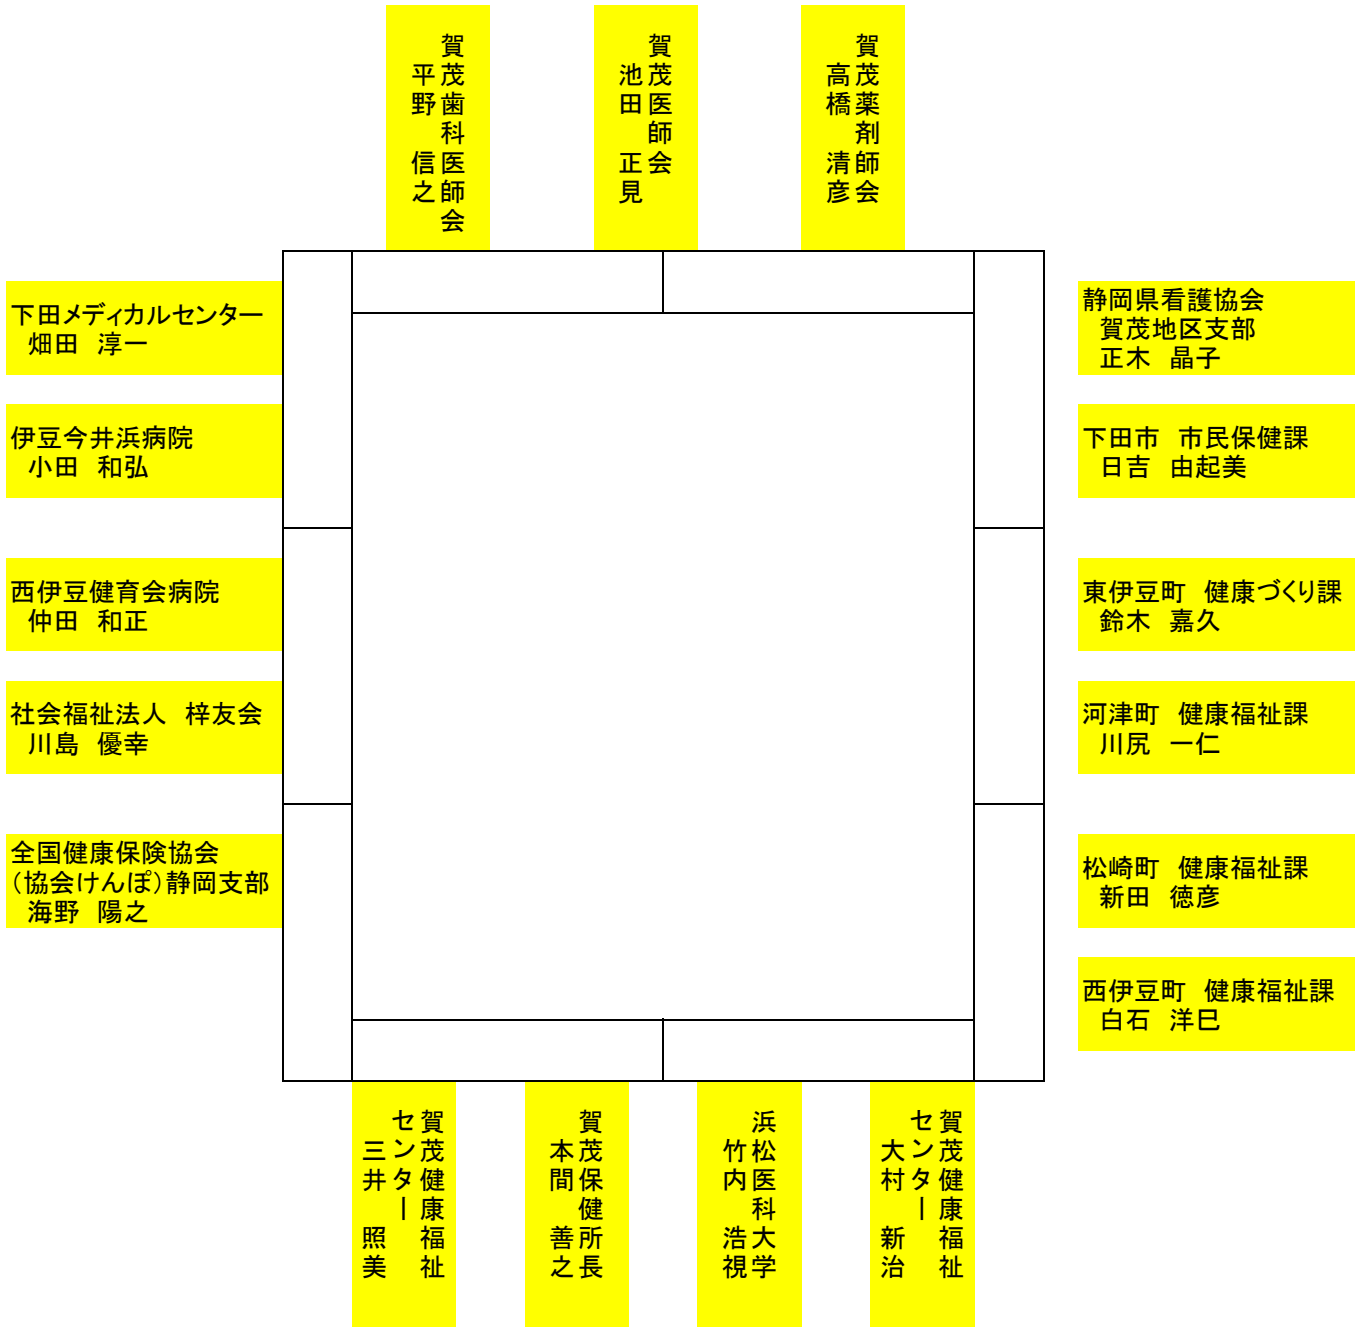 賀茂歯科医師会
平野　信之
賀茂医師会
池田　正見
賀茂薬剤師会
高橋　清彦
下田メディカルセンター
畑田　淳一
伊豆今井浜病院
小田　和弘
西伊豆健育会病院
仲田　和正
社会福祉法人　梓友会
川島　優幸
全国健康保険協会
（協会けんぽ）静岡支部
海野　陽之
静岡県看護協会
賀茂地区支部
正木　晶子
下田市　市民保健課
日吉　由起美
東伊豆町　健康づくり課
鈴木　嘉久
河津町　健康福祉課
川尻　一仁
松崎町　健康福祉課
新田　徳彦
西伊豆町　健康福祉課
白石　洋巳
賀茂健康福祉
センター
三井　照美
賀茂保健所長
本間　善之
浜松医科大学
竹内　浩視
賀茂健康福祉
センター
大村　新治